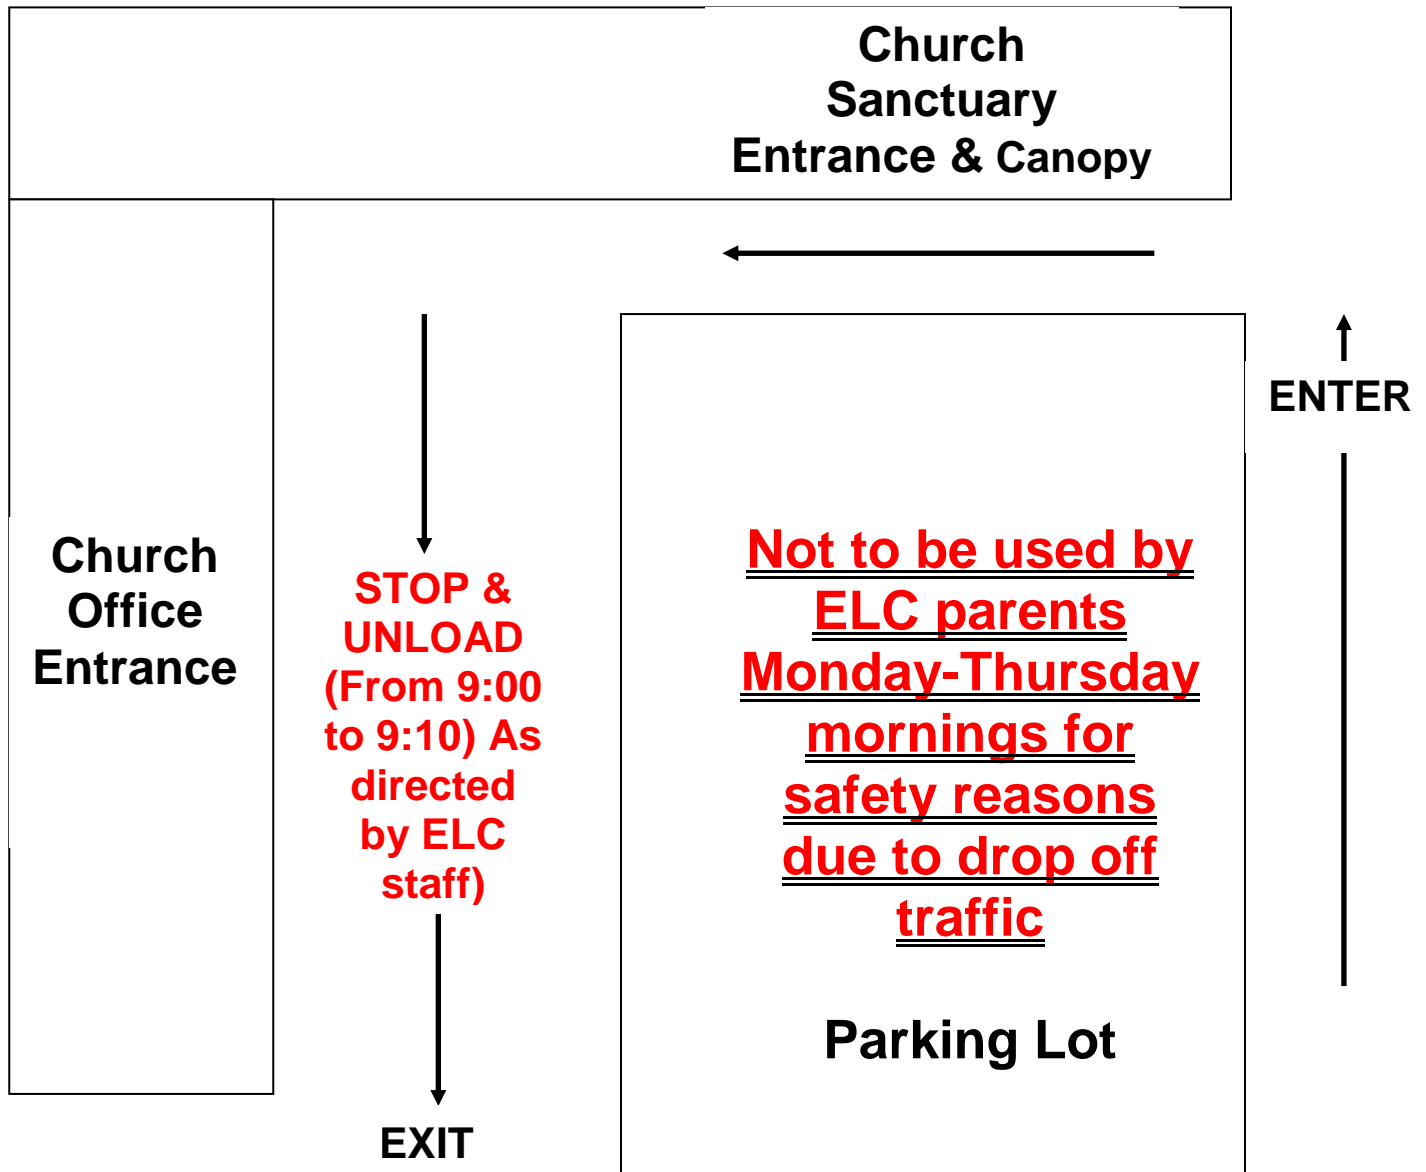 Church
Sanctuary
Entrance & Canopy
ENTER
Church
Office
Entrance
STOP &
UNLOAD
(From 9:00
to 9:10) As
directed
by ELC
staff)
EXIT
Not to be used by
ELC parents
Monday-Thursday
mornings for
safety reasons
due to drop off
traffic
Parking Lot